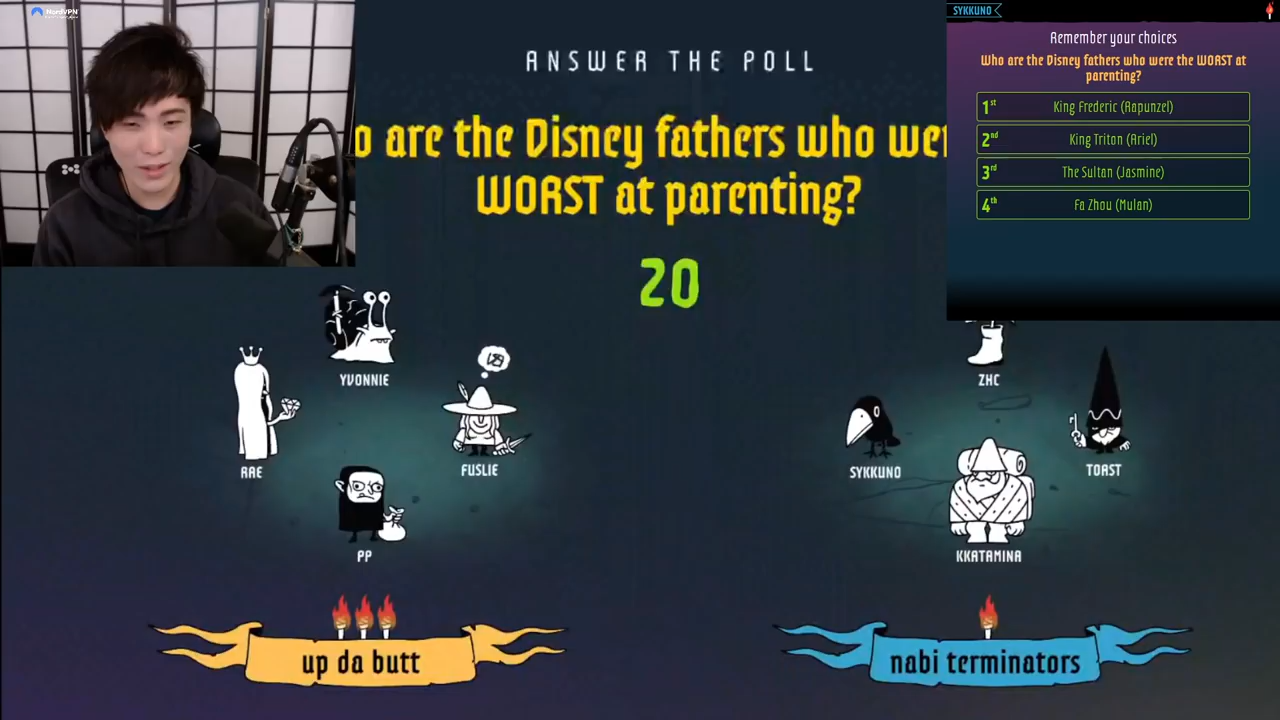 NordVPN
ANSWER THE POLL
o are the Disney fathers who wer
WORST at parenting?
20
SYKKUNO
Remember your choices
Who are the Disney fathers who were the WORST at
parenting?
1st King Frederic (Rapunzel)
2nd King Triton (Ariel)
3rd The Sultan (Jasmine)
4th Fa Zhou (Mulan)
YVONNIE
RAE
FUSLIE
PP
ZHC
SYKKUNO
TOAST
KKATAMINA
up da butt
nabi terminators